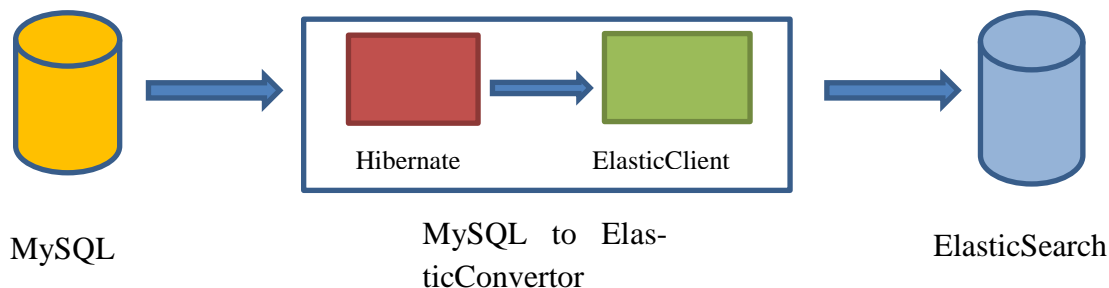 Hibernate
ElasticClient
MySQL
MySQL to Elas-
ticConvertor
ElasticSearch